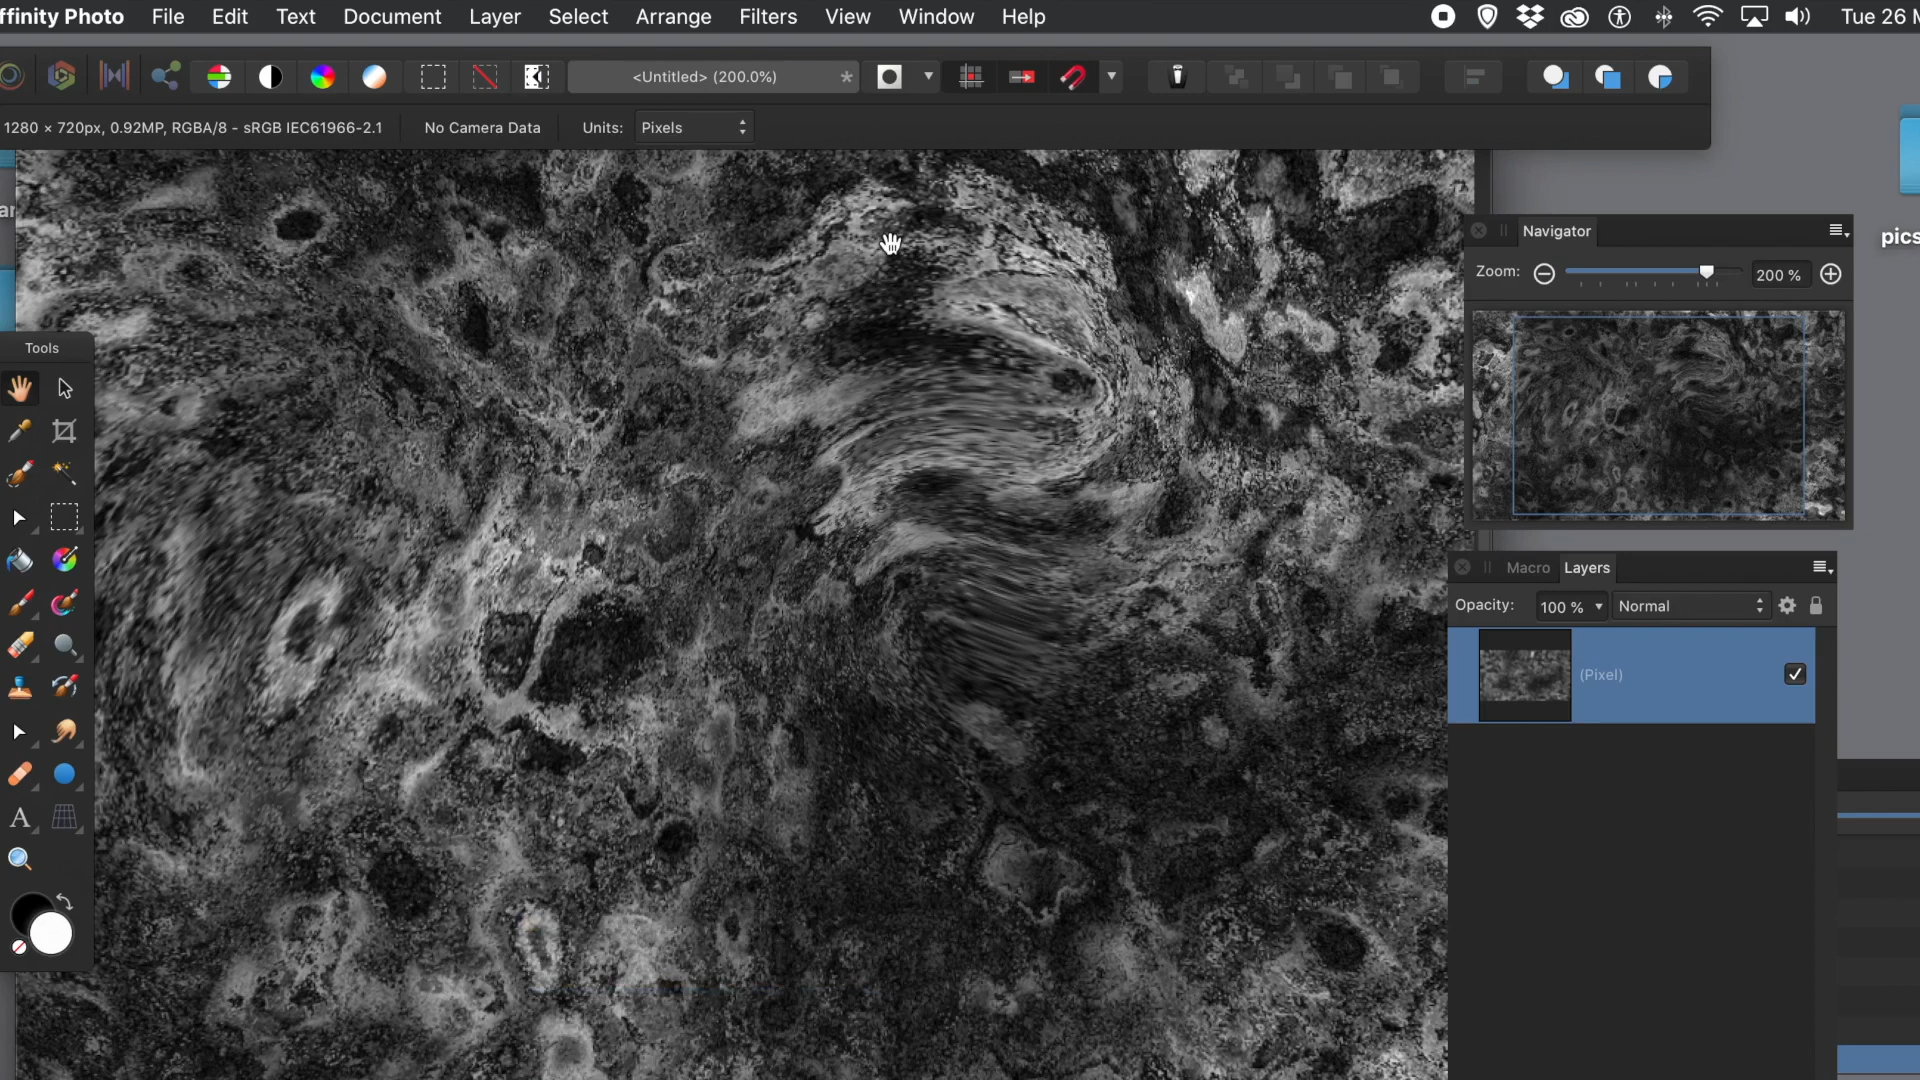 ffinity Photo File Edit Text Document Layer Select Arrange Filters View Window Help Tue 26 M
<Untitled> (200.0%) *
1280 × 720px, 0.92MP, RGBA/8 - sRGB IEC61966-2.1 No Camera Data Units: Pixels
ar
pics
Navigator
Zoom: 200 %
Tools
Macro Layers
Opacity: 100 % Normal
(Pixel)
A